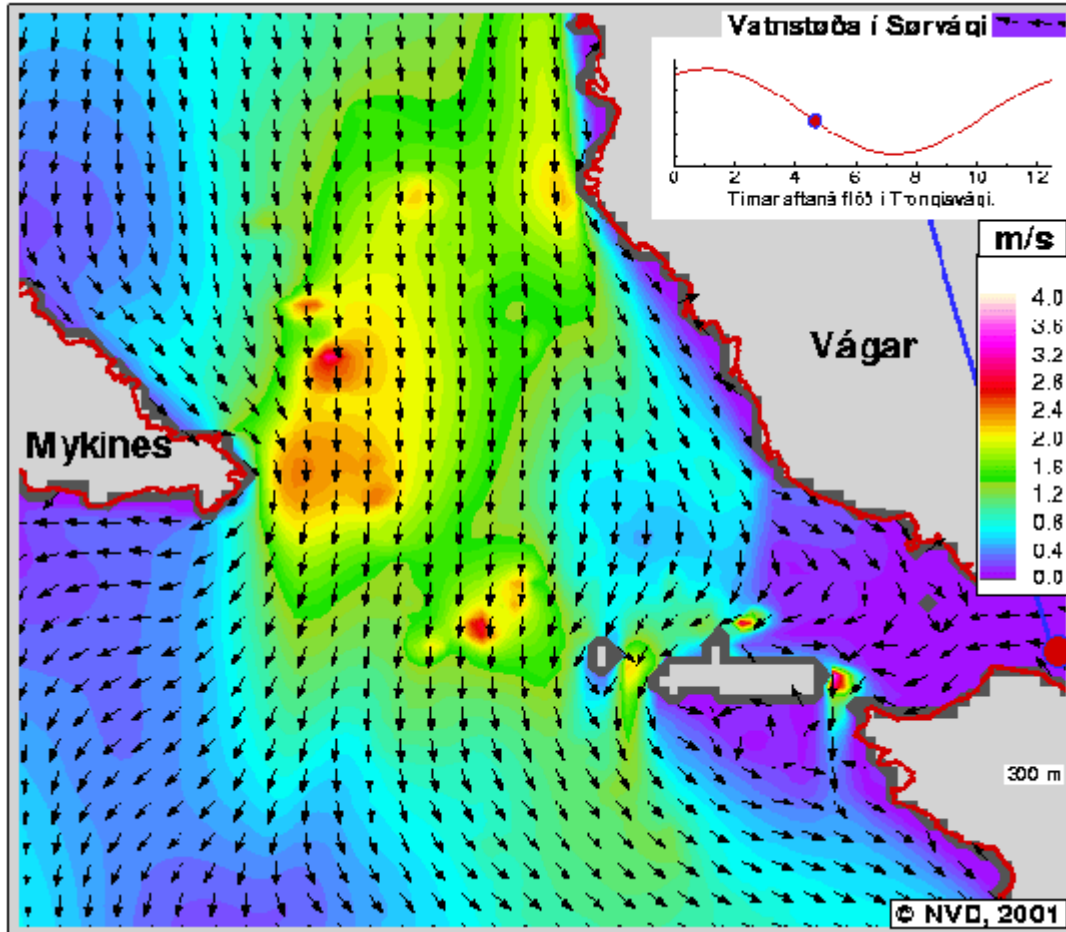 Vatnstøða í Sørvági
0 2 4 6 8 10 12
Tímar aftaná flóð í Trongisvági.
m/s
4.0
3.6
3.2
2.8
2.4
2.0
1.6
1.2
0.8
0.4
0.0
Vágar
Mykines
300 m
© NVD, 2001